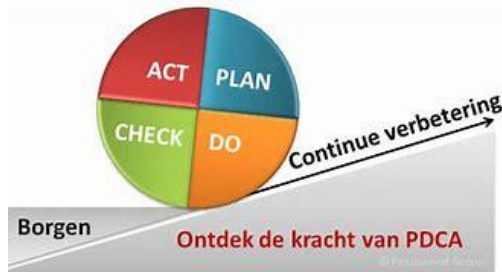 ACT
PLAN
CHECK
DO
Continue verbetering
Borgen
Ontdek de kracht van PDCA